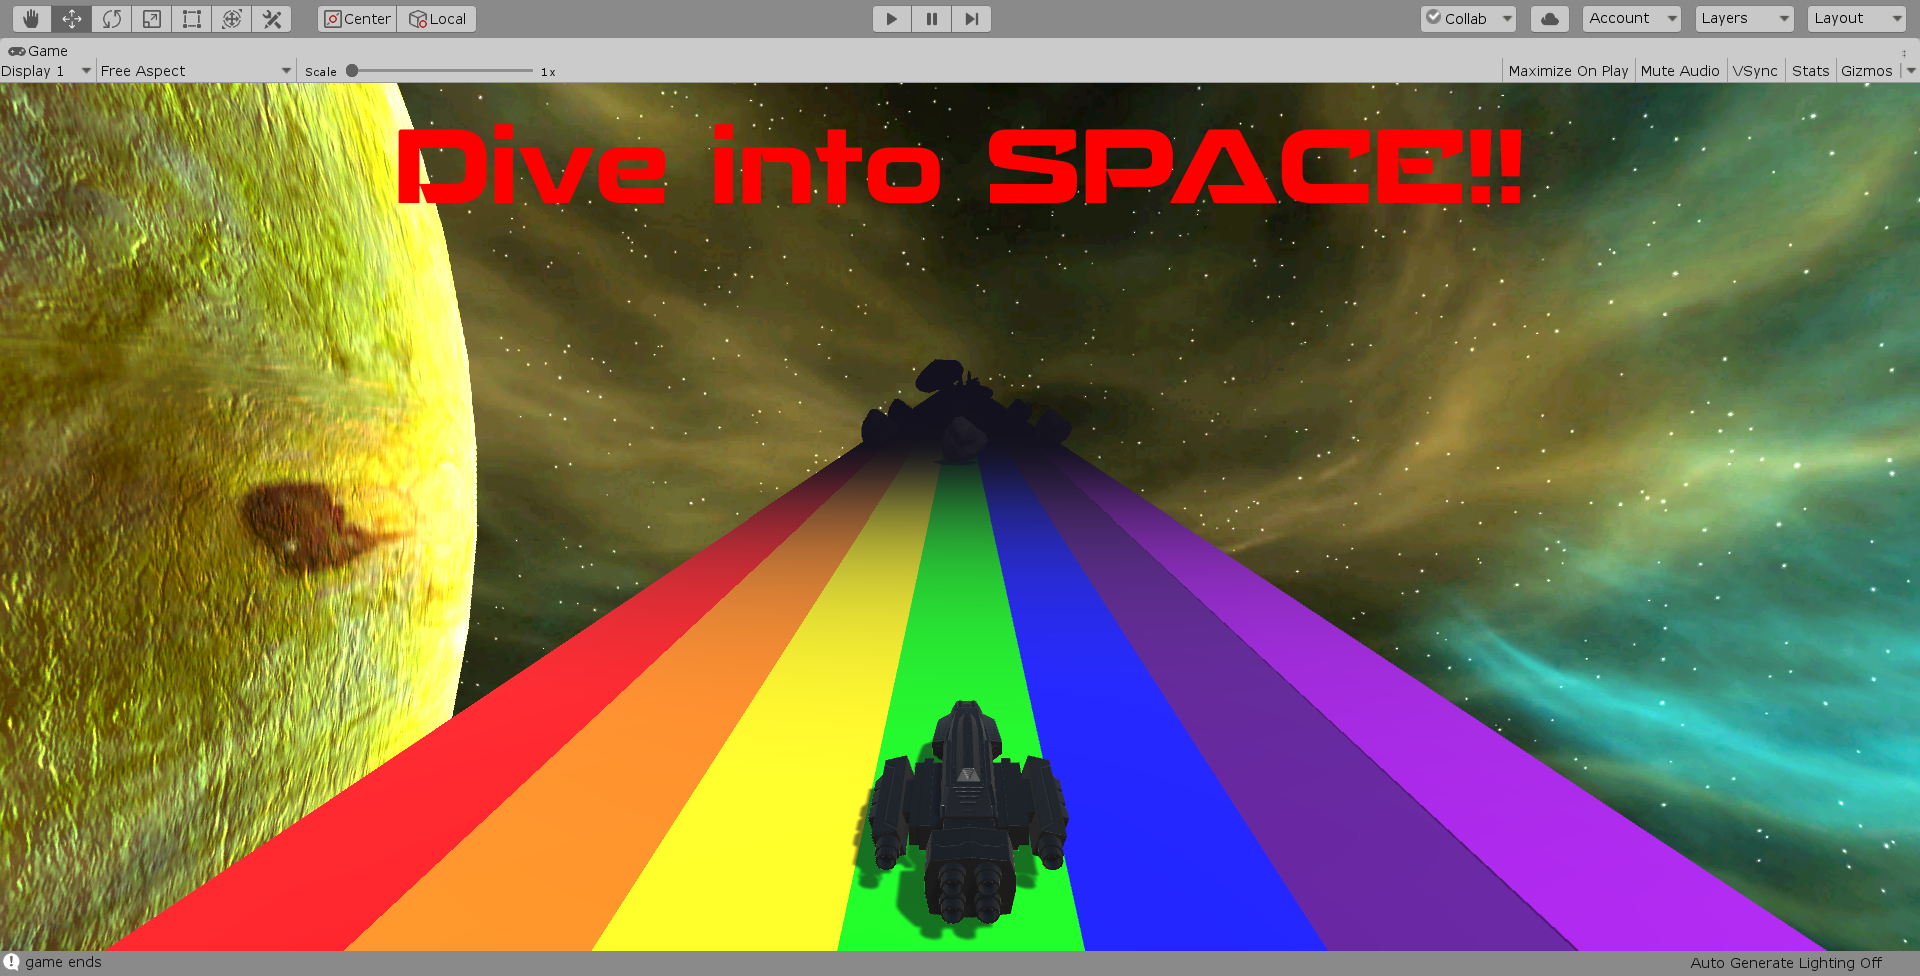 Center Local Collab Account Layers Layout
Game
Display 1 Free Aspect Scale 1x Maximize On Play Mute Audio VSync Stats Gizmos
Dive into SPACE!!
game ends Auto Generate Lighting Off